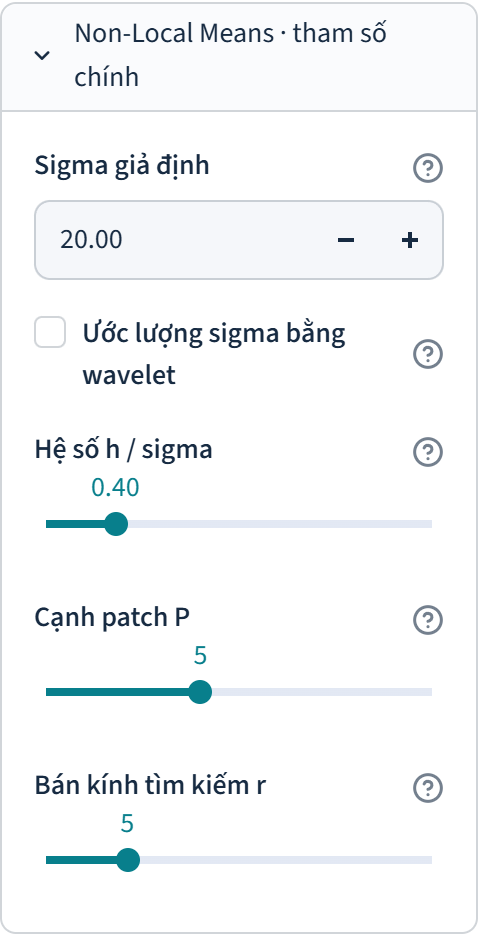 Non-Local Means · tham số
chính
Sigma giả định
20.00
Ước lượng sigma bằng
wavelet
Hệ số h / sigma
0.40
Cạnh patch P
5
Bán kính tìm kiếm r
5